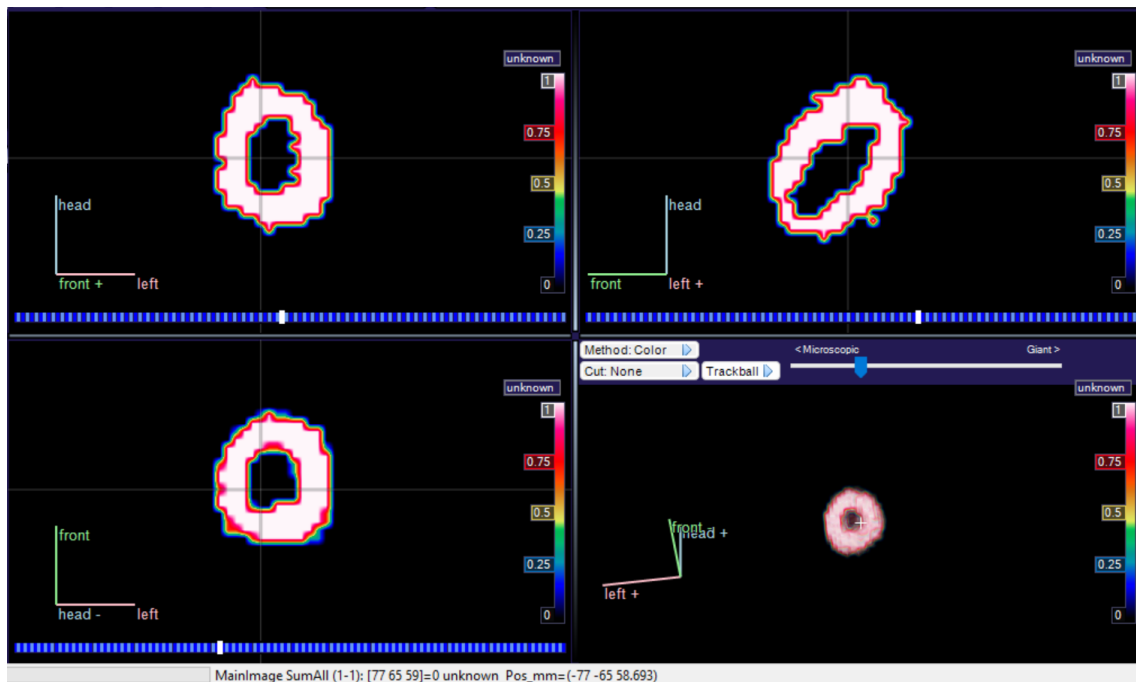 unknown
1
0.75
0.5
0.25
0
head
front + left
unknown
1
0.75
0.5
0.25
0
head
front left +
unknown
1
0.75
0.5
0.25
0
front
head - left
Method: Color
Cut: None Trackball
<Microscopic Giant>
unknown
1
0.75
0.5
0.25
0
front -
head +
left +
MainImage SumAll (1-1): [77 65 59]=0 unknown Pos_mm=(-77 -65 58.693)